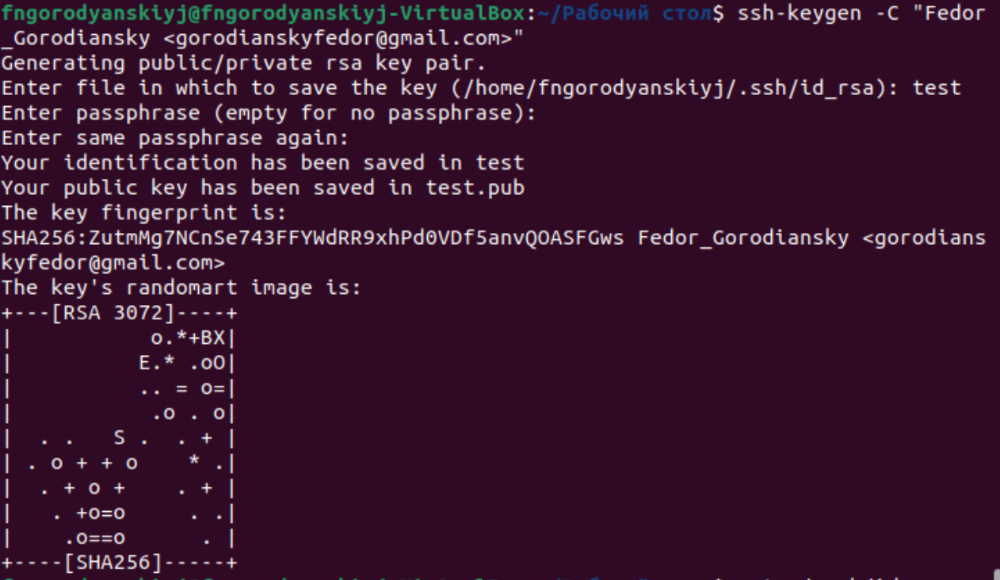 fngorodyanskiyj@fngorodyanskiyj-VirtualBox:~/Рабочий стол$ ssh-keygen -C "Fedor
_Gorodiansky <gorodianskyfedor@gmail.com>"
Generating public/private rsa key pair.
Enter file in which to save the key (/home/fngorodyanskiyj/.ssh/id_rsa): test
Enter passphrase (empty for no passphrase):
Enter same passphrase again:
Your identification has been saved in test
Your public key has been saved in test.pub
The key fingerprint is:
SHA256:ZutmMg7NCnSe743FFYWdRR9xhPd0VDf5anvQOASFGws Fedor_Gorodiansky <gorodians
kyfedor@gmail.com>
The key's randomart image is:
+---[RSA 3072]----+
|           o.*+BX|
|          E.* .oO|
|          .. = o=|
|           .o . o|
|  . .   S .  . + |
| . o + + o    * .|
|  . + o +    . + |
|   . +o=o     . .|
|    .o==o      . |
+----[SHA256]-----+